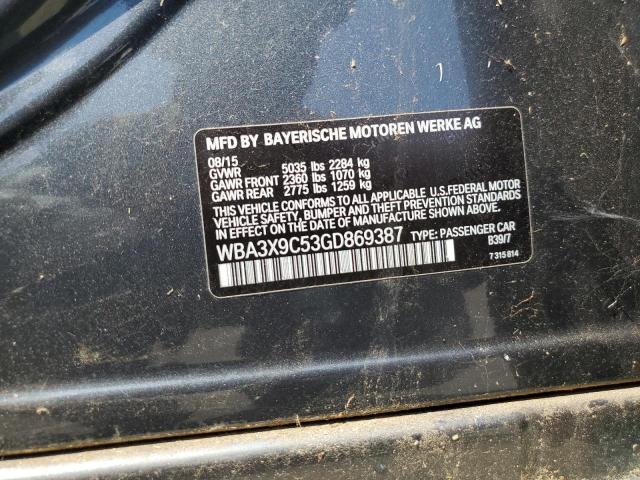 MFD BY BAYERISCHE MOTOREN WERKE AG
08/15
GVWR 5035 lbs 2284 kg
GAWR FRONT 2360 lbs 1070 kg
GAWR REAR 2775 lbs 1259 kg
THIS VEHICLE CONFORMS TO ALL APPLICABLE U.S.FEDERAL MOTOR
VEHICLE SAFETY, BUMPER AND THEFT PREVENTION STANDARDS
IN EFFECT ON THE DATE OF MANUFACTURE SHOWN ABOVE.
WBA3X9C53GD869387 TYPE: PASSENGER CAR
B39/7
7 315 814